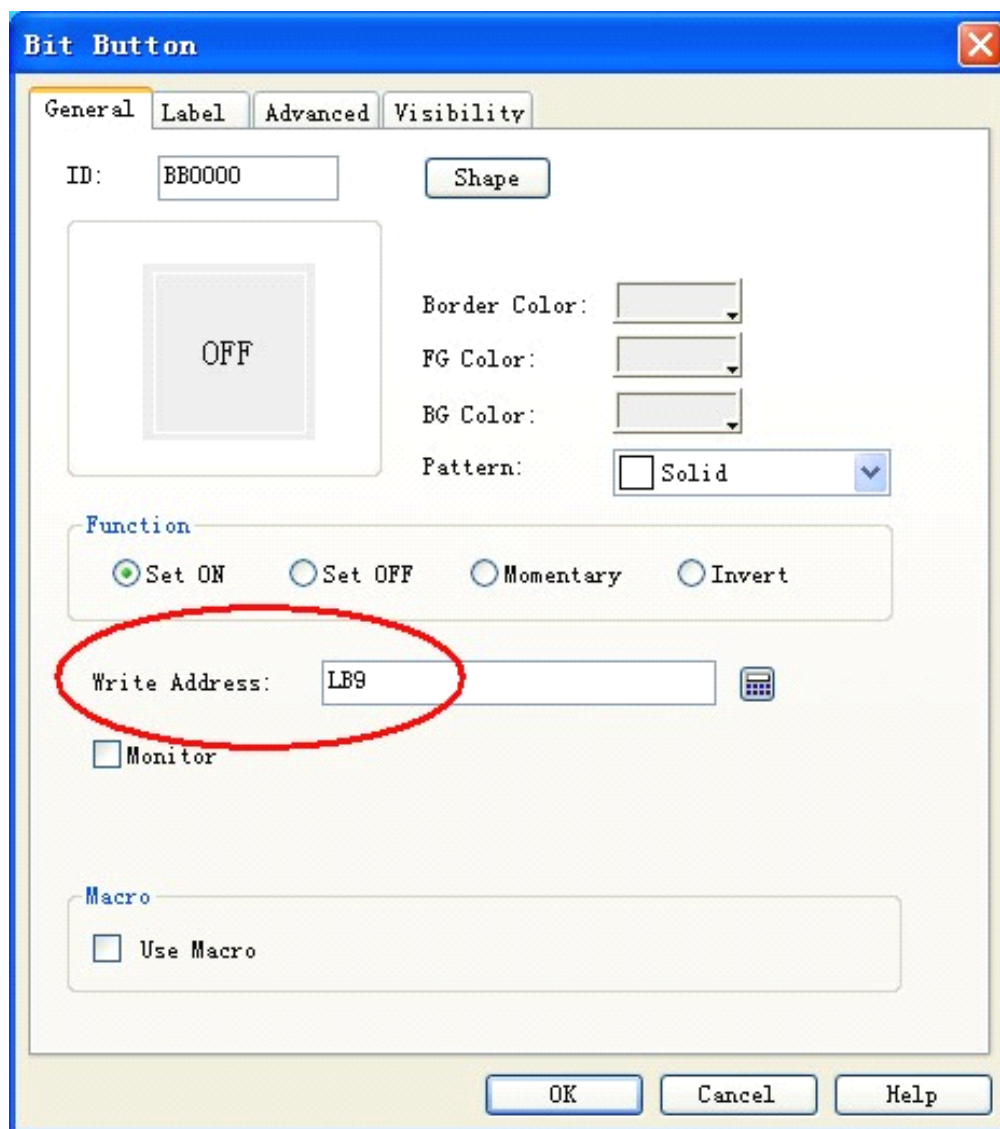 Bit Button
General Label Advanced Visibility
ID: BB0000 Shape
OFF
Border Color:
FG Color:
BG Color:
Pattern: Solid
Function
Set ON Set OFF Momentary Invert
Write Address: LB9
Monitor
Macro
Use Macro
OK Cancel Help